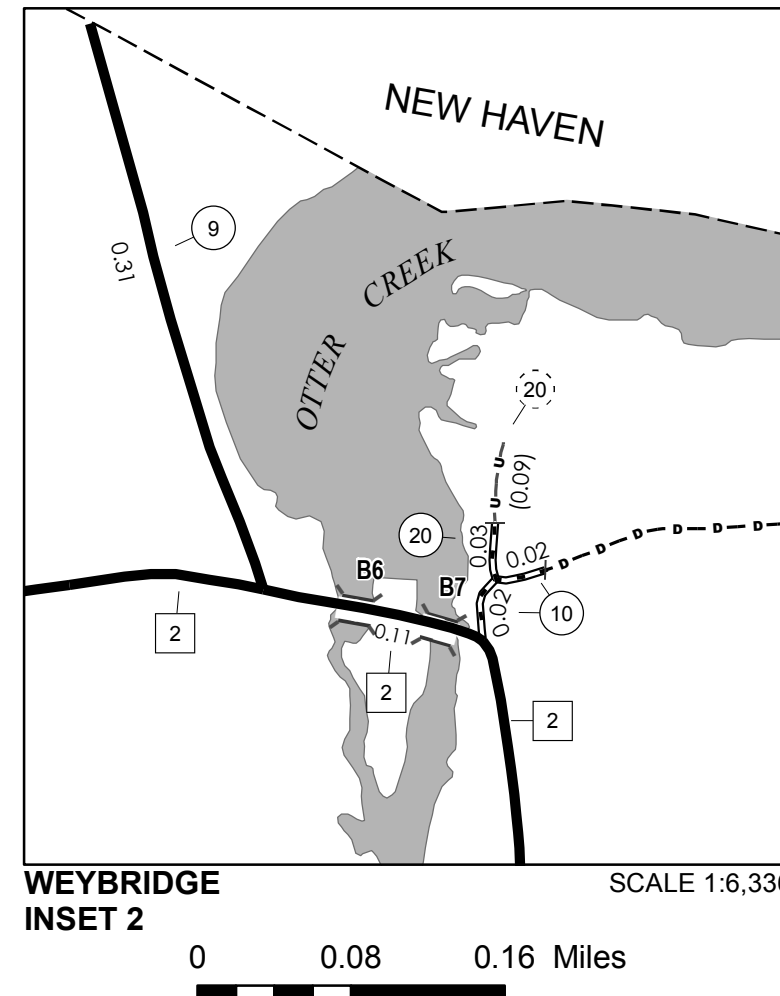 NEW HAVEN
9
0.31
OTTER CREEK
20
(0.09)
U
U
20
0.03
0.02
D D D D D D
10
0.02
B6
B7
2
0.11
2
2
WEYBRIDGE
INSET 2
SCALE 1:6,336
0 0.08 0.16 Miles